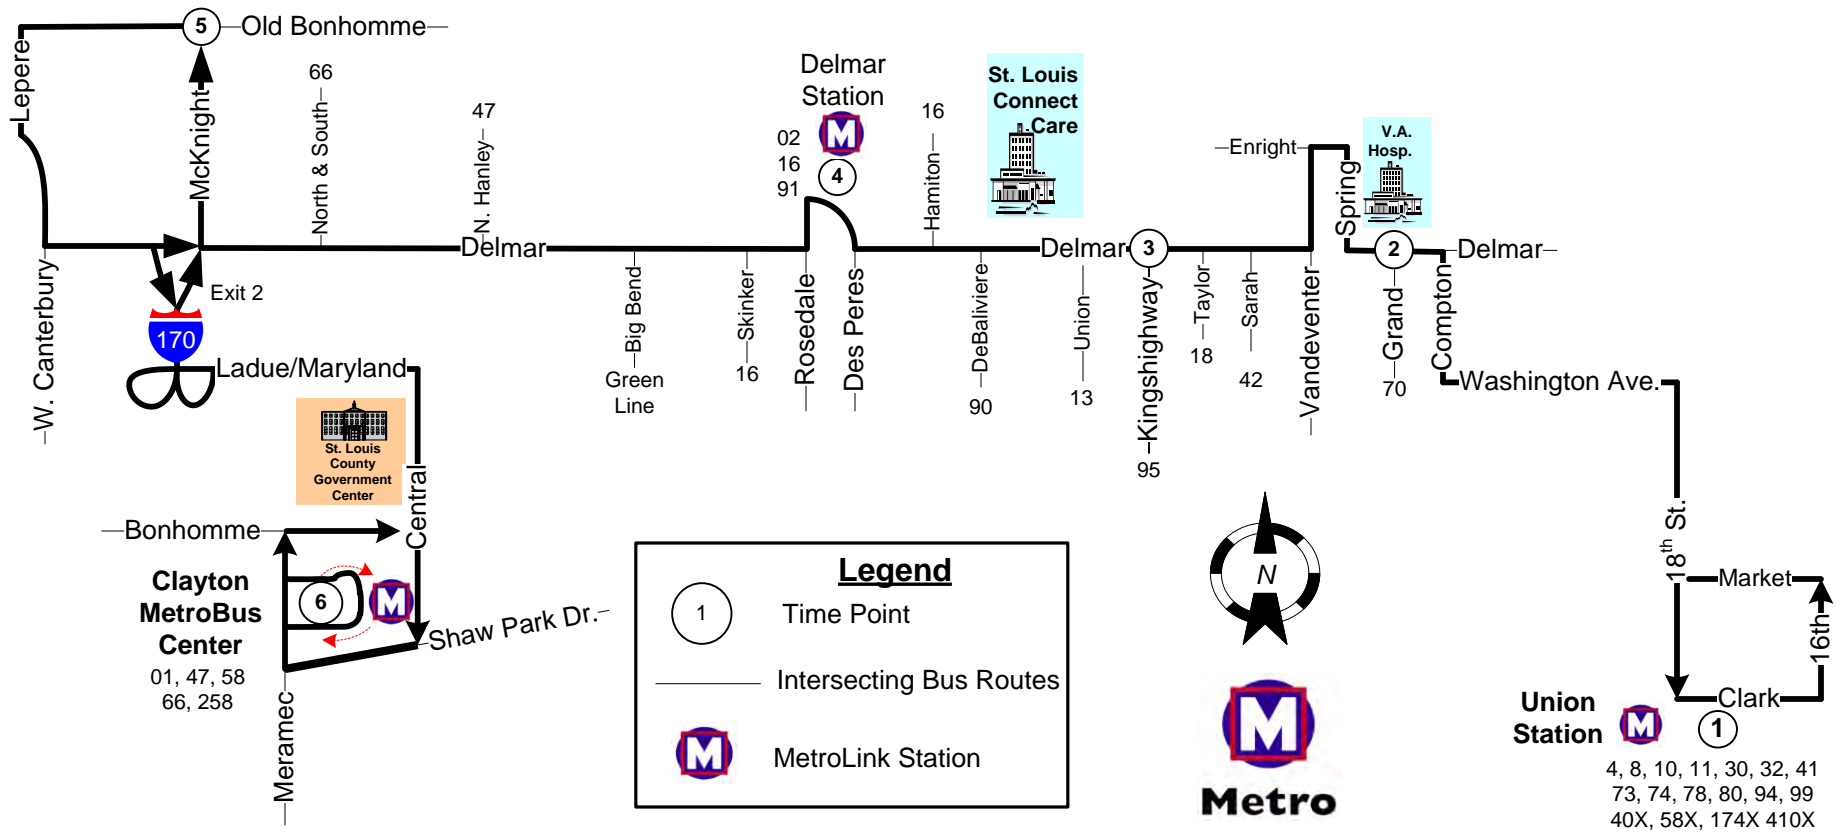 5
Old Bonhomme
Lepere
McKnight
66
North & South
47
N. Hanley
Delmar
Station
02
16
91
4
16
Hamiton
St. Louis
Connect
Care
Enright
V.A.
Hosp.
Spring
Delmar
Delmar
3
2
Delmar
Exit 2
170
W. Canterbury
Ladue/Maryland
Big Bend
Green
Line
Skinker
16
Rosedale
Des Peres
DeBaliviere
90
Union
13
Kingshighway
95
Taylor
18
Sarah
42
Vandeventer
Grand
70
Compton
Washington Ave.
St. Louis
County
Government
Center
Central
Bonhomme
Clayton
MetroBus
Center
01, 47, 58
66, 258
6
M
Shaw Park Dr.
Meramec
Legend
1
Time Point
Intersecting Bus Routes
M
MetroLink Station
N
M
Metro
18th St.
Market
16th
Clark
Union
Station
M
1
4, 8, 10, 11, 30, 32, 41
73, 74, 78, 80, 94, 99
40X, 58X, 174X 410X
M